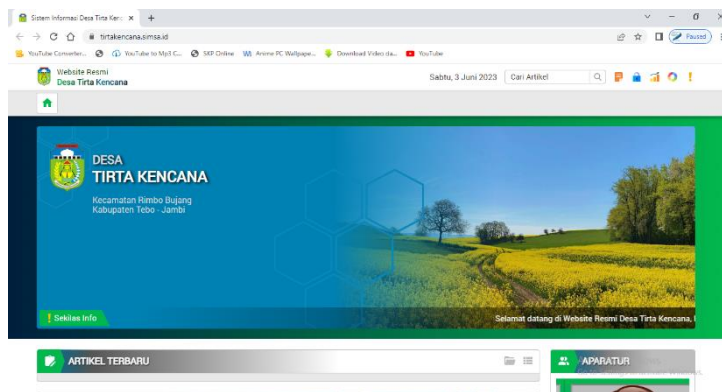 Sistem Informasi Desa Tirta Ken
tirtakencana.simsa.id
Paused
YouTube Converter...
YouTube to Mp3 C...
SKP Online
Anime PC Wallpape...
Download Video da...
YouTube
Website Resmi
Desa Tirta Kencana
Sabtu, 3 Juni 2023
Cari Artikel
DESA
TIRTA KENCANA
Kecamatan Rimbo Bujang
Kabupaten Tebo - Jambi
! Sekilas Info
Selamat datang di Website Resmi Desa Tirta Kencana,
ARTIKEL TERBARU
APARATUR